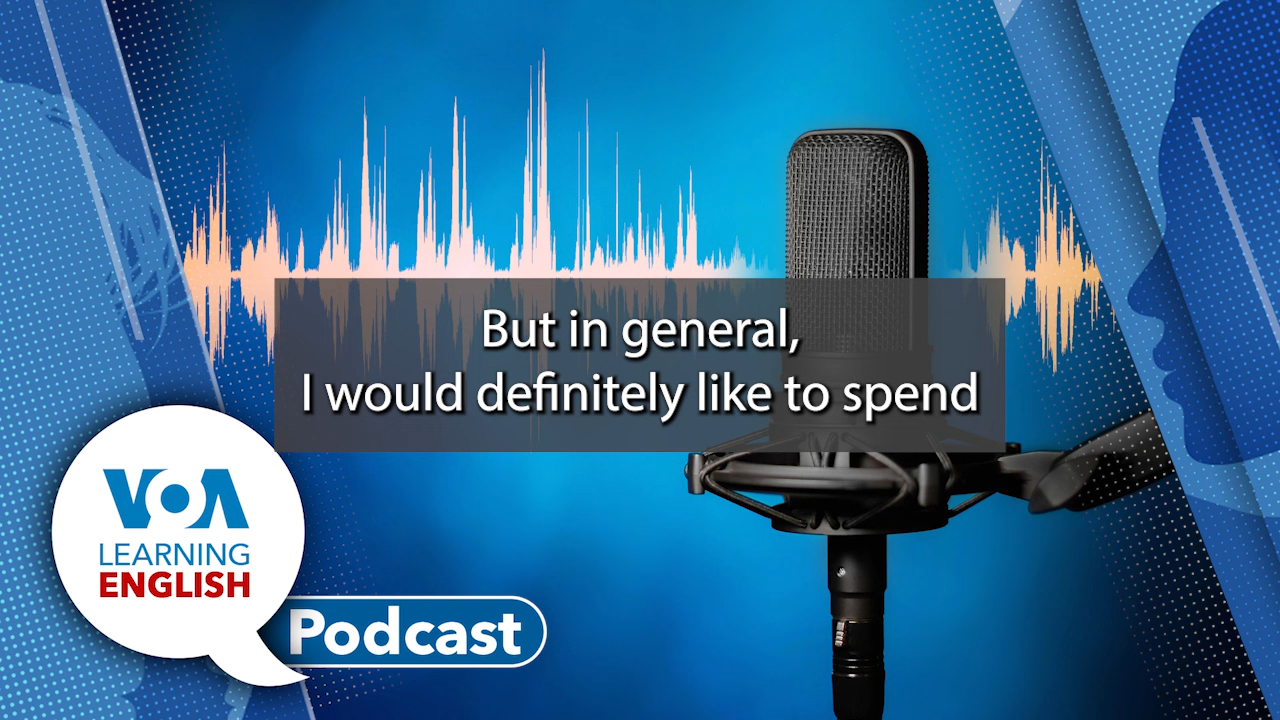 But in general,
I would definitely like to spend
VOA
LEARNING
ENGLISH
Podcast